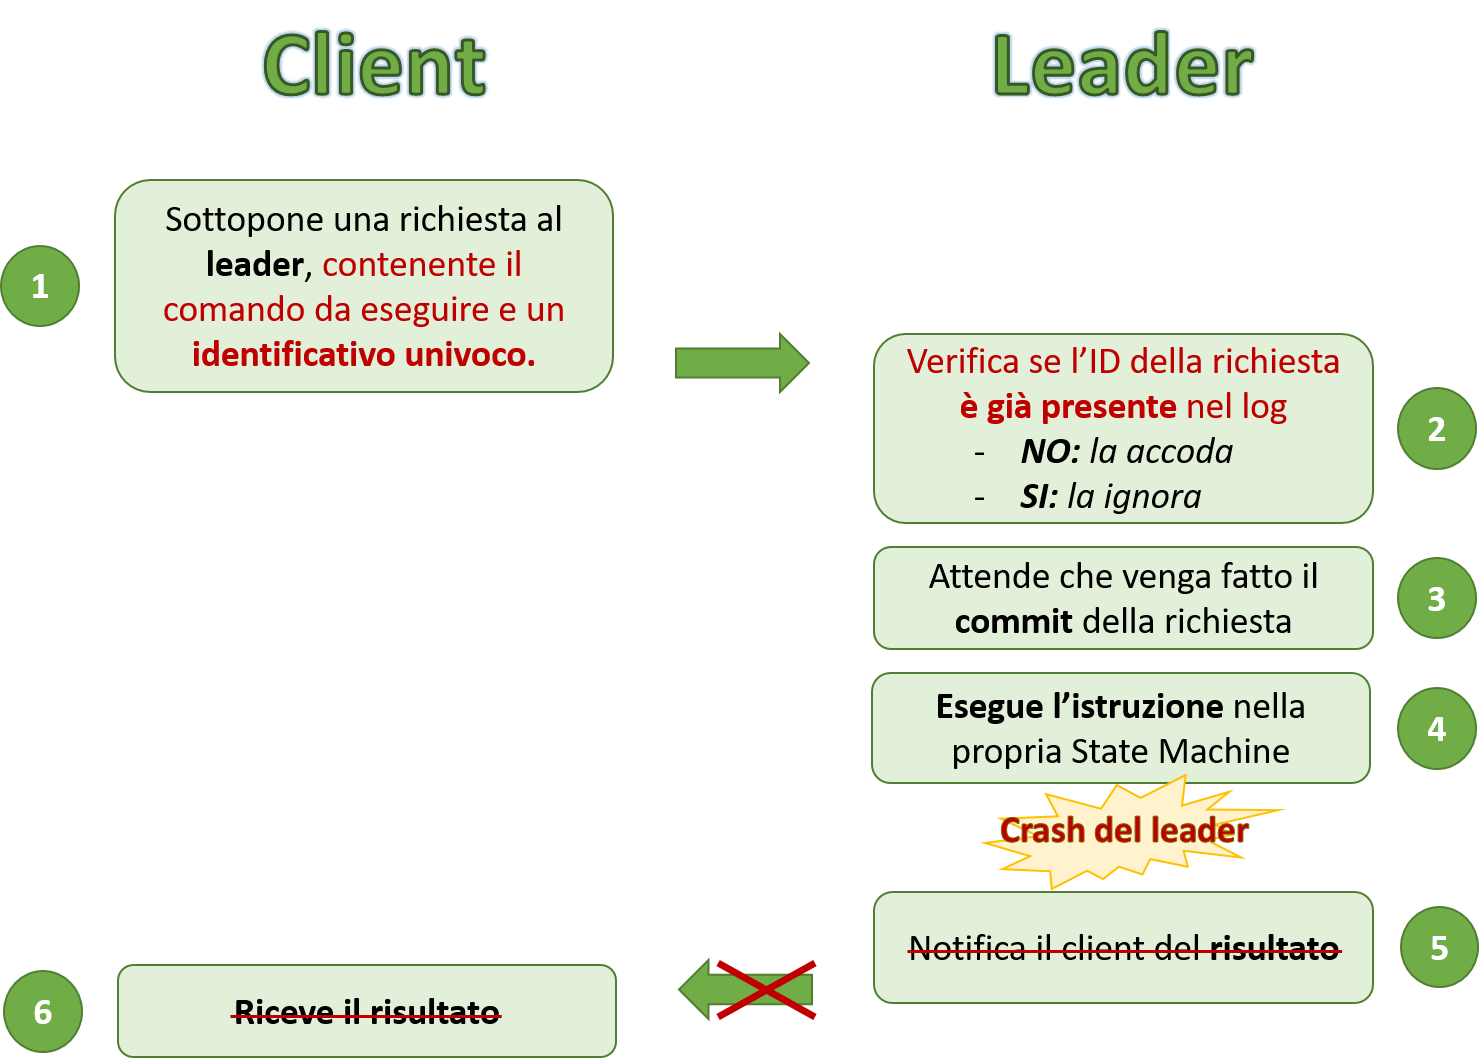 Client
Leader
1
Sottopone una richiesta al
leader, contenente il
comando da eseguire e un
identificativo univoco.
Verifica se l’ID della richiesta
è già presente nel log
- NO: la accoda
- SI: la ignora
2
Attende che venga fatto il
commit della richiesta
3
Esegue l’istruzione nella
propria State Machine
4
Crash del leader
Notifica il client del risultato
5
6
Riceve il risultato